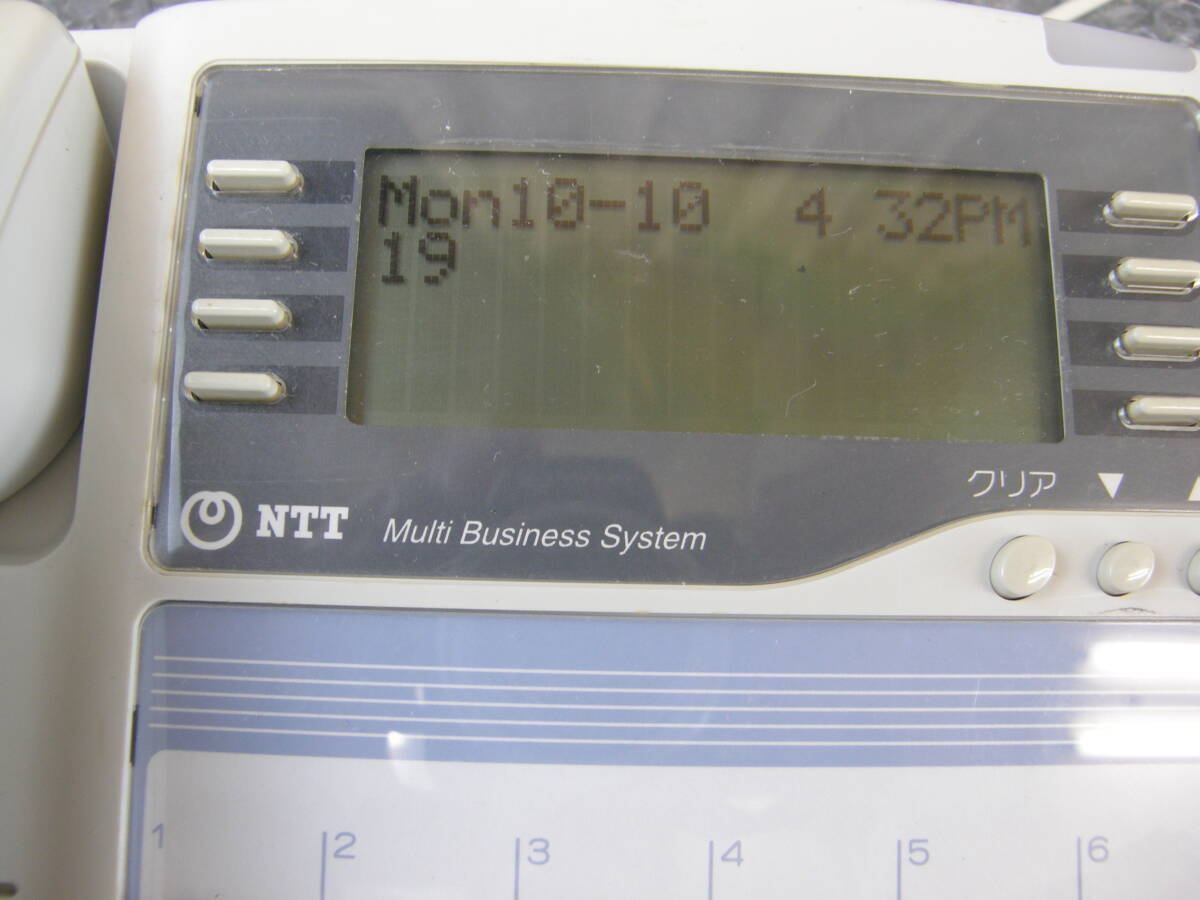 Mon10-10 4 32PM
19
クリア ▼ ▲
NTT Multi Business System
1 2 3 4 5 6